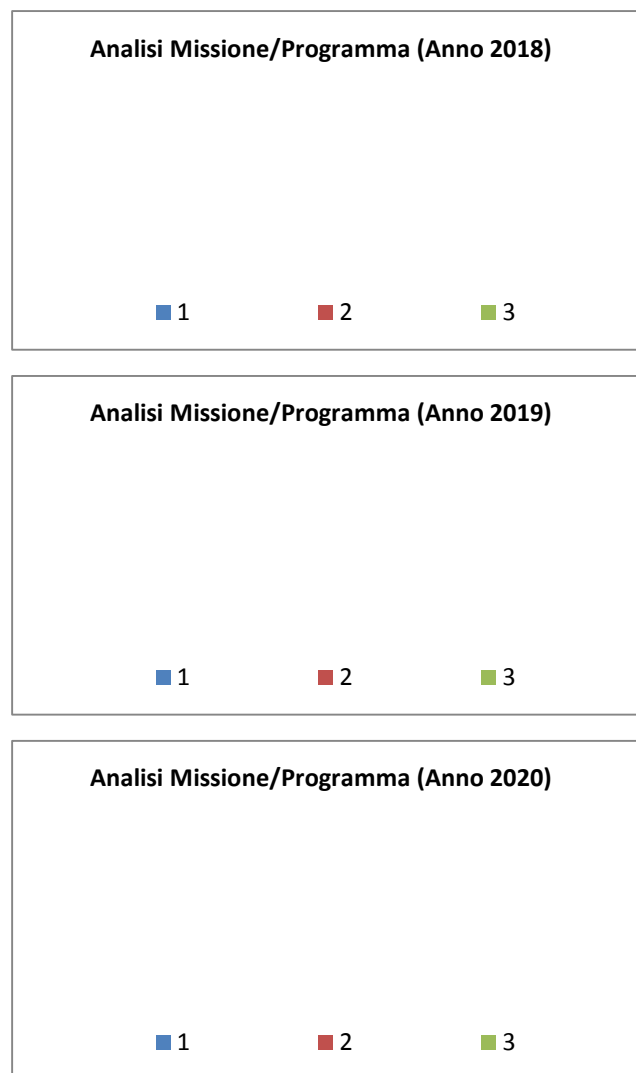 Analisi Missione/Programma (Anno 2018)
1 2 3
Analisi Missione/Programma (Anno 2019)
1 2 3
Analisi Missione/Programma (Anno 2020)
1 2 3